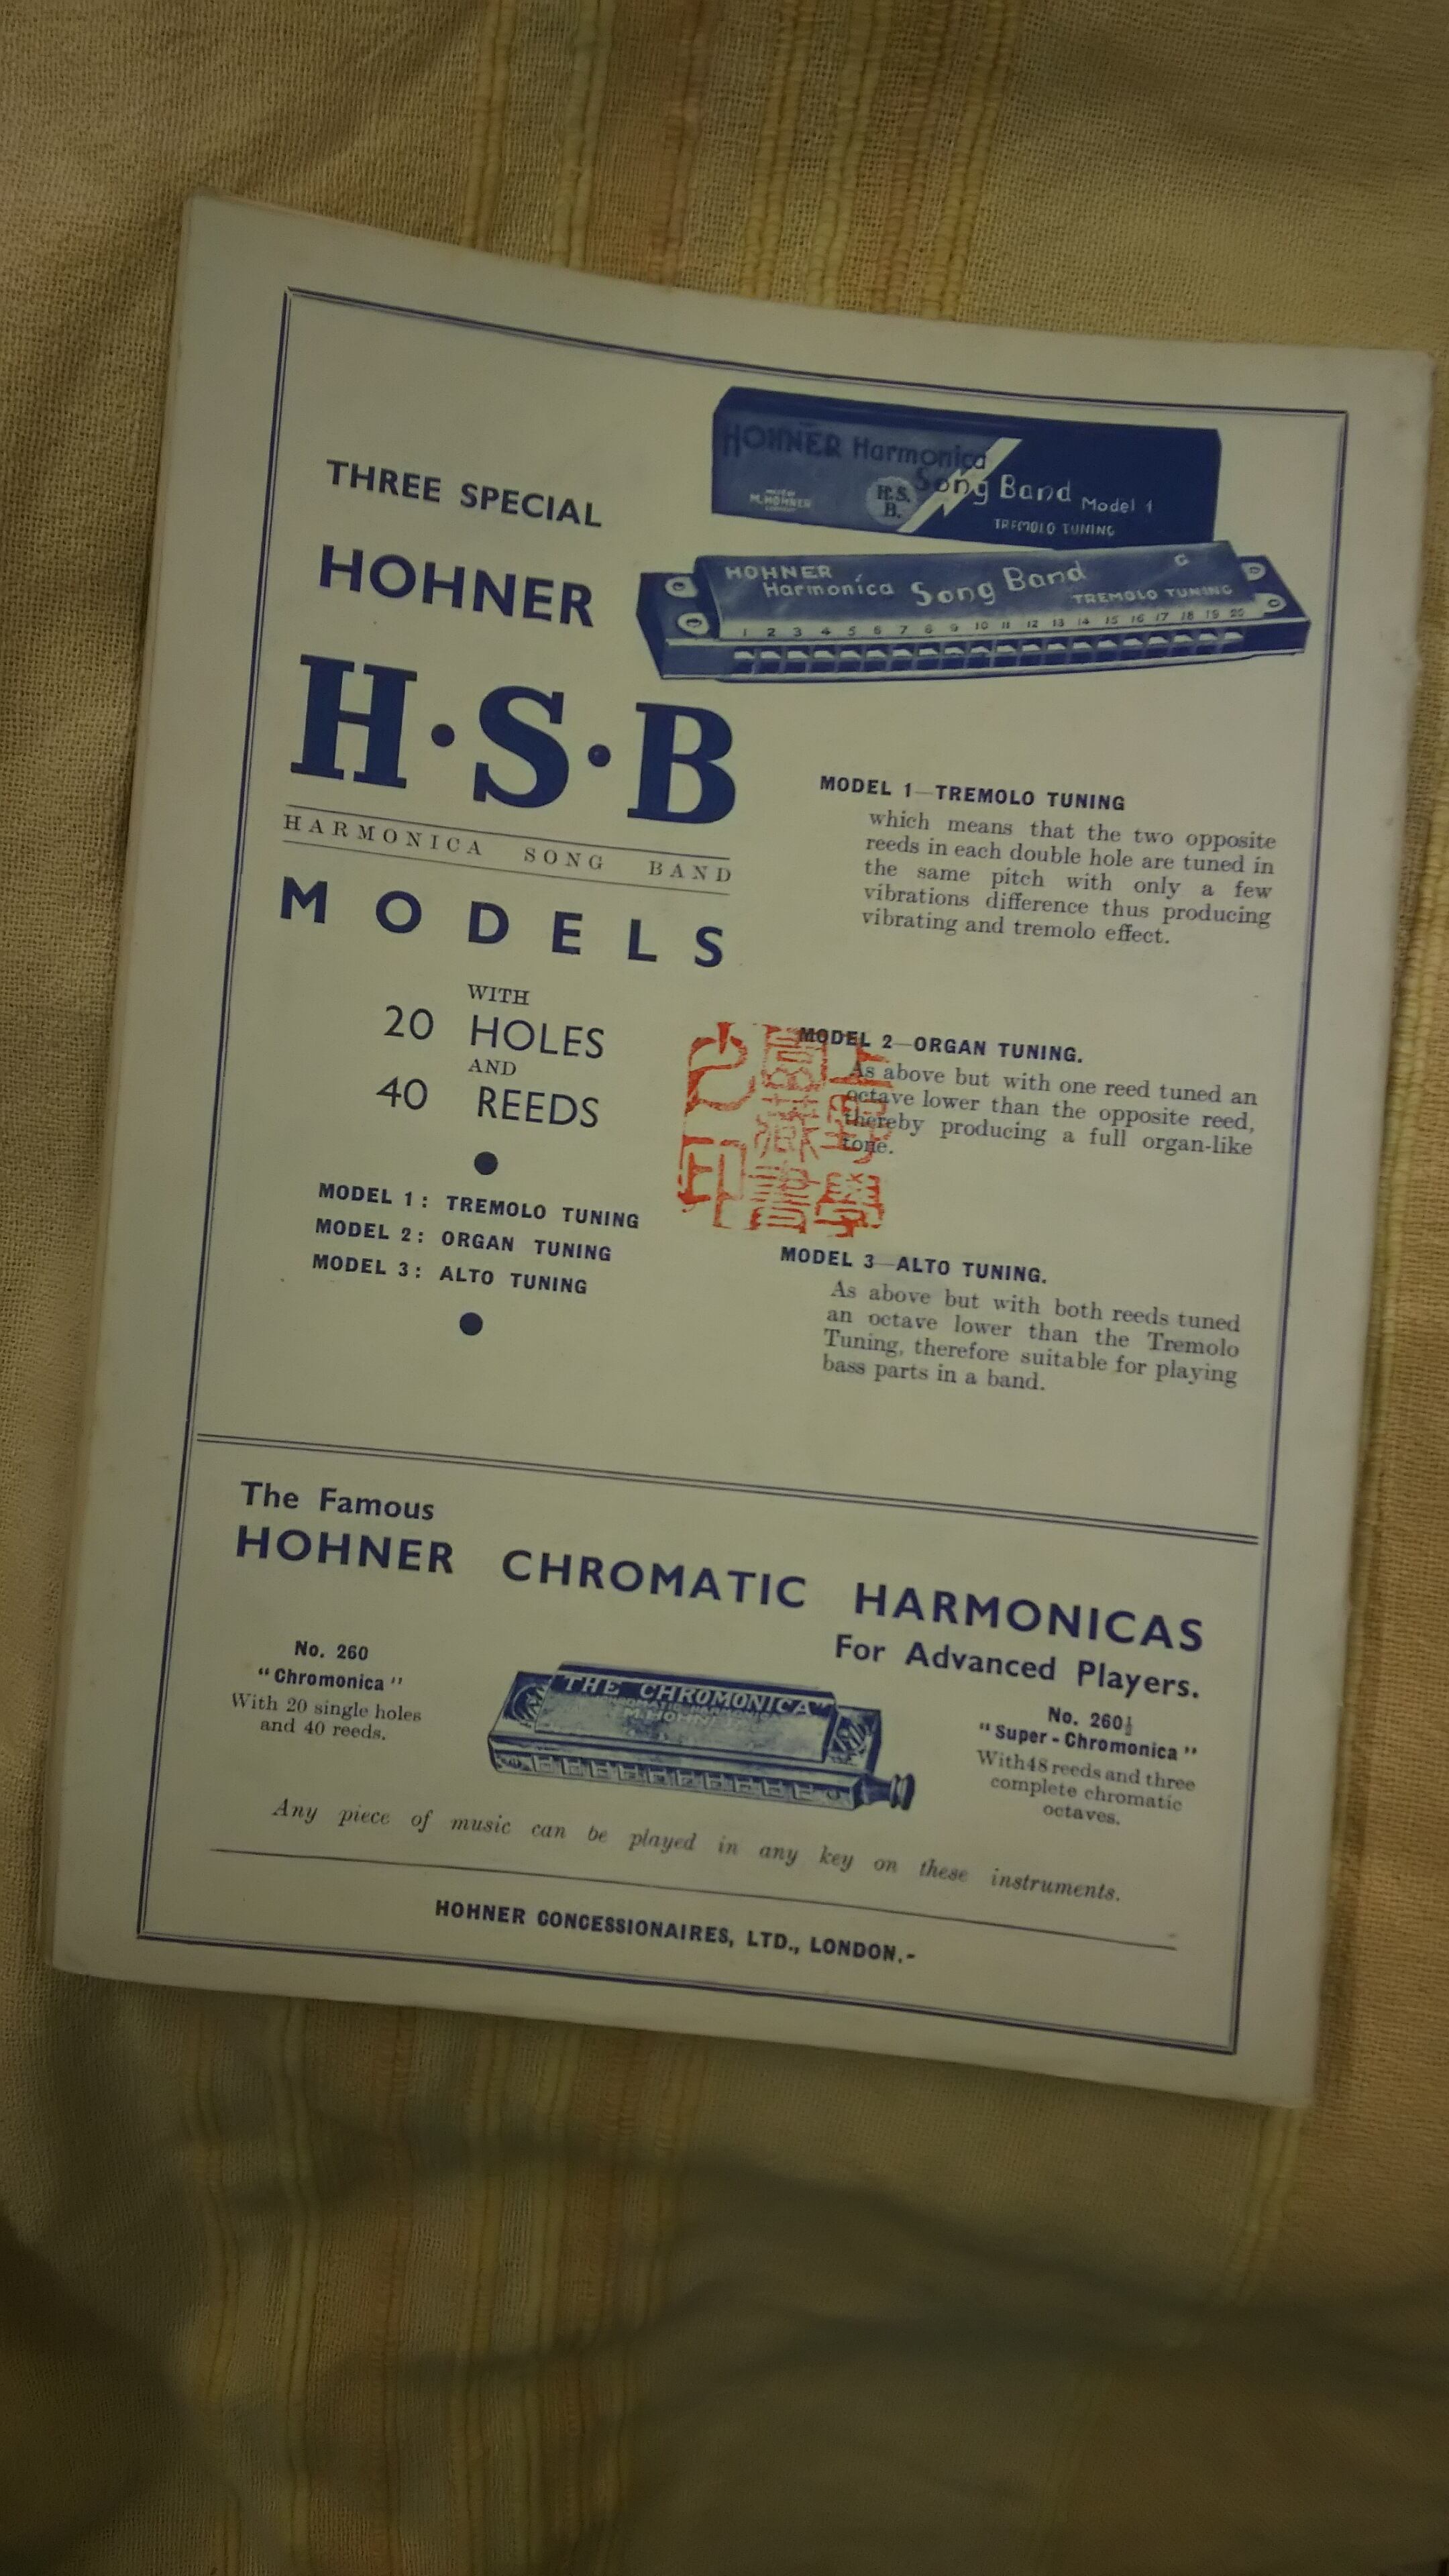 HOHNER Harmonica
Song Band Model 1
M. HOHNER
H.S.
B.
TREMOLO TUNING
HOHNER
Harmonica Song Band
G
TREMOLO TUNING
1 2 3 4 5 6 7 8 9 10 11 12 13 14 15 16 17 18 19 20
THREE SPECIAL
HOHNER
H·S·B
HARMONICA SONG BAND
MODELS
WITH
20 HOLES
AND
40 REEDS
MODEL 1: TREMOLO TUNING
MODEL 2: ORGAN TUNING
MODEL 3: ALTO TUNING
MODEL 1—TREMOLO TUNING
which means that the two opposite
reeds in each double hole are tuned in
the same pitch with only a few
vibrations difference thus producing
vibrating and tremolo effect.
MODEL 2—ORGAN TUNING.
As above but with one reed tuned an
octave lower than the opposite reed,
thereby producing a full organ-like
tone.
MODEL 3—ALTO TUNING.
As above but with both reeds tuned
an octave lower than the Tremolo
Tuning, therefore suitable for playing
bass parts in a band.
The Famous
HOHNER CHROMATIC HARMONICAS
For Advanced Players.
No. 260
"Chromonica"
With 20 single holes
and 40 reeds.
"THE CHROMONICA"
CHROMATIC HARMONICA
M. HOHNER
No. 260½
"Super-Chromonica"
With 48 reeds and three
complete chromatic
octaves.
Any piece of music can be played in any key on these instruments.
HOHNER CONCESSIONAIRES, LTD., LONDON.-